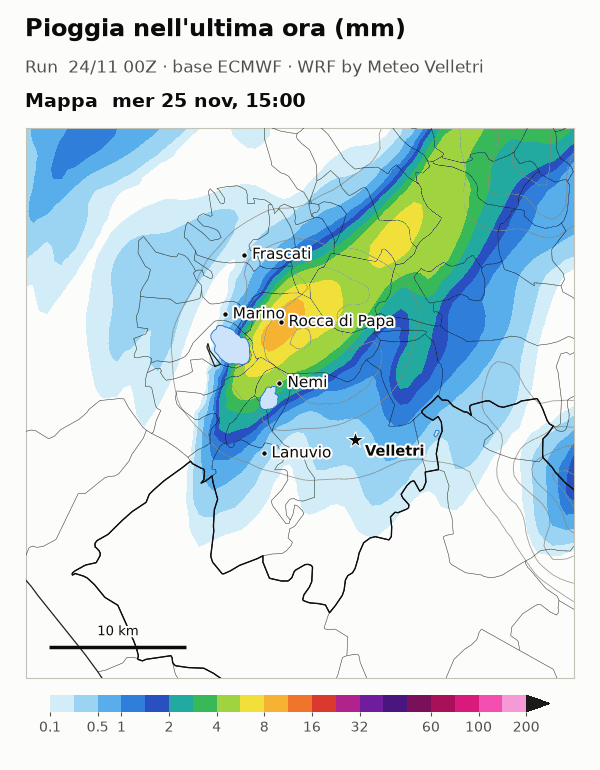 Pioggia nell'ultima ora (mm)
Run  24/11 00Z · base ECMWF · WRF by Meteo Velletri
Mappa  mer 25 nov, 15:00
Frascati
Marino
Rocca di Papa
Nemi
Velletri
Lanuvio
10 km
0.1 0.5 1 2 4 8 16 32 60 100 200